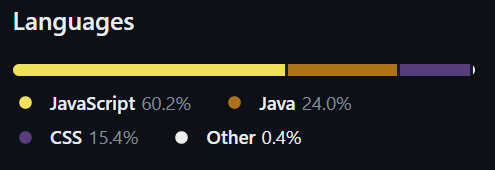 Languages
JavaScript 60.2% Java 24.0%
CSS 15.4% Other 0.4%